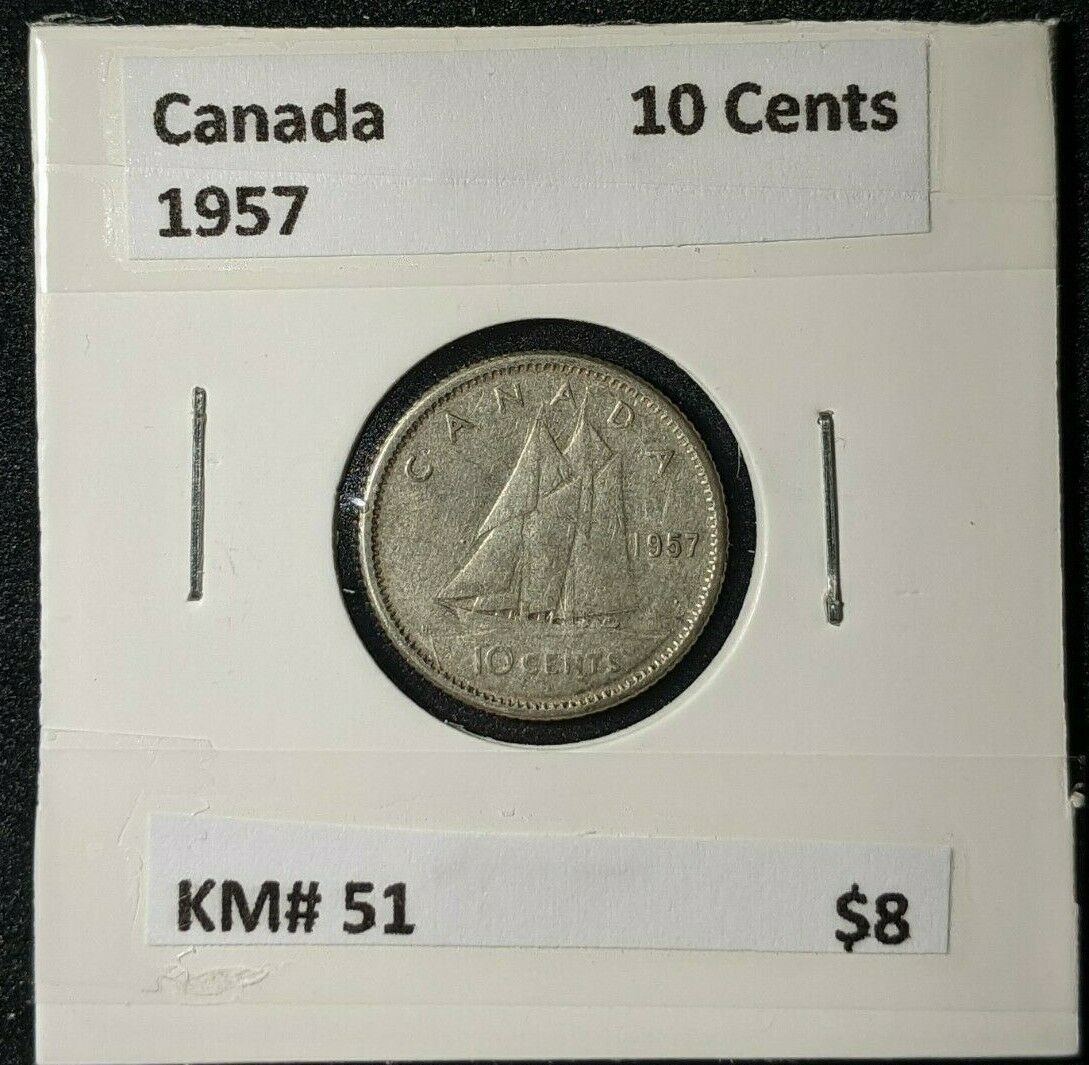 Canada 10 Cents
1957
CANADA
1957
10 CENTS
KM# 51 $8